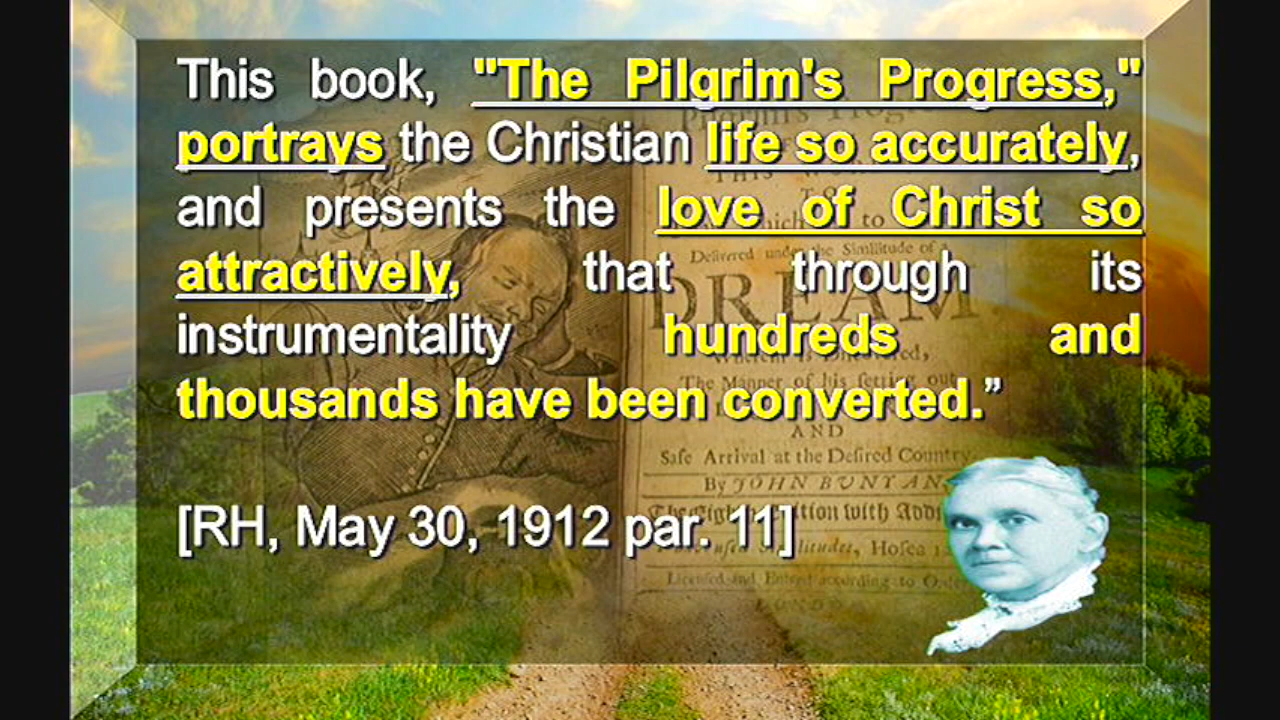 This book, "The Pilgrim's Progress,"
portrays the Christian life so accurately,
and presents the love of Christ so
attractively, that through its
instrumentality hundreds and
thousands have been converted.”
[RH, May 30, 1912 par. 11]
Delivered under the Similitude of a
DREAM
The Manner of his setting out
AND
Safe Arrival at the Desired Country
By JOHN BUNYAN